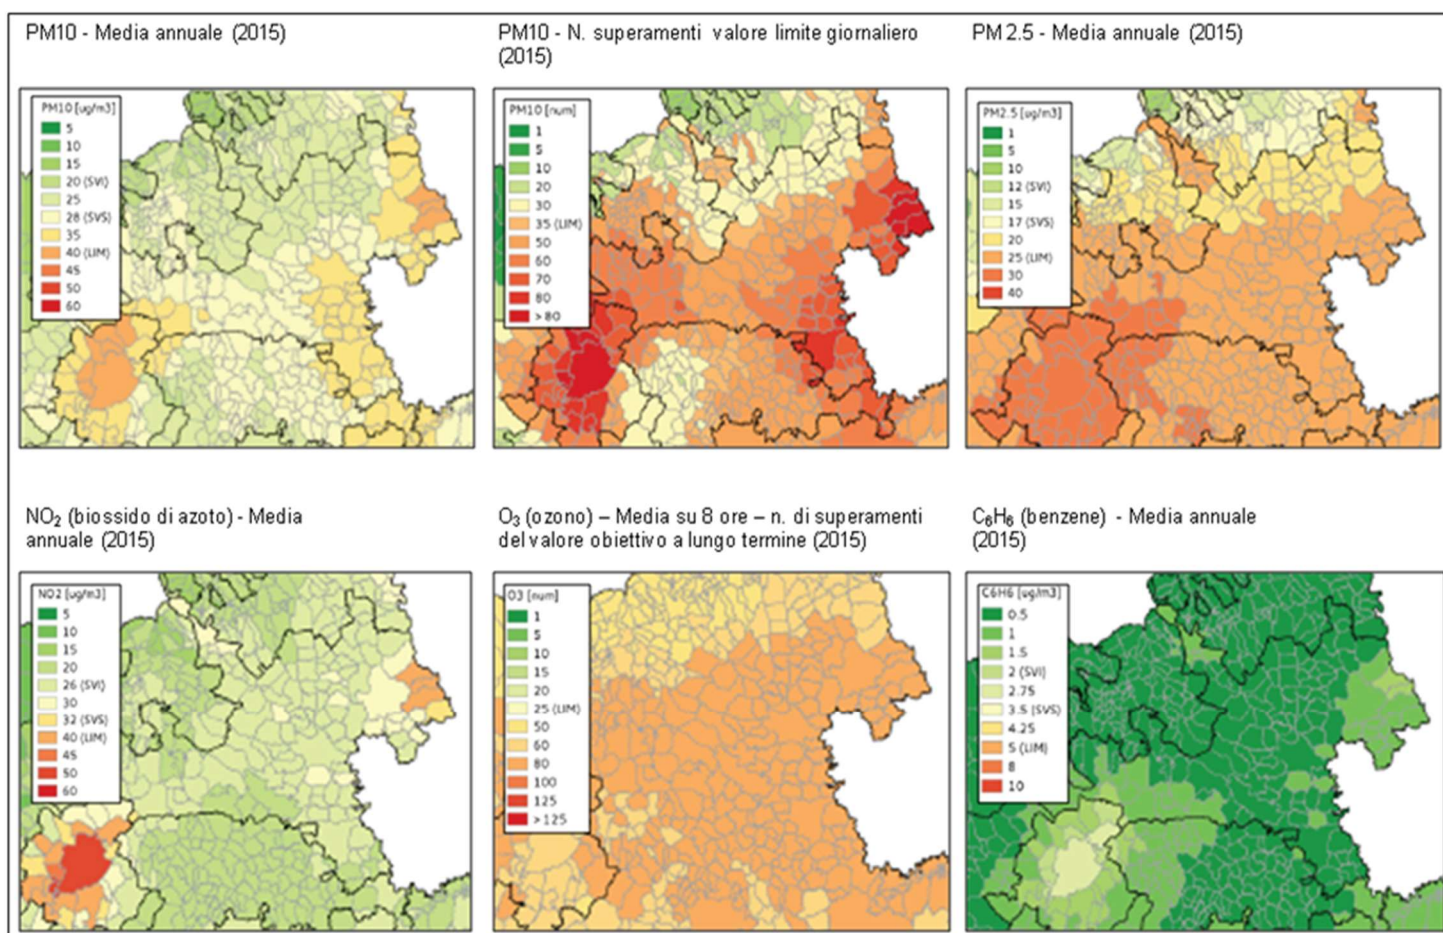 PM10 - Media annuale (2015)
PM10 [ug/m3]
5
10
15
20 (SVI)
25
28 (SVS)
35
40 (LIM)
45
50
60
PM10 - N. superamenti valore limite giornaliero
(2015)
PM10 [num]
1
5
10
20
30
35 (LIM)
50
60
70
80
>80
PM 2.5 - Media annuale (2015)
PM2.5 [ug/m3]
1
5
10
12 (SVI)
15
17 (SVS)
20
25 (LIM)
30
40
NO₂ (biossido di azoto) - Media
annuale (2015)
NO2 [ug/m3]
5
10
15
20
26 (SVI)
30
32 (SVS)
40 (LIM)
45
50
60
O₃ (ozono) – Media su 8 ore – n. di superamenti
del valore obiettivo a lungo termine (2015)
O3 [num]
1
5
10
15
20
25 (LIM)
50
60
80
100
125
>125
C₆H₆ (benzene) - Media annuale
(2015)
C6H6 [ug/m3]
0.5
1
1.5
2 (SVI)
2.75
3.5 (SVS)
4.25
5 (LIM)
8
10